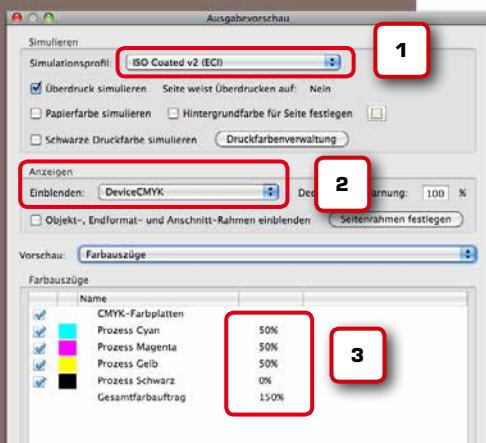 Ausgabevorschau
Simulieren
Simulationsprofil: ISO Coated v2 (ECI)
1
Überdruck simulieren Seite weist Überdrucken auf: Nein
Papierfarbe simulieren Hintergrundfarbe für Seite festlegen
Schwarze Druckfarbe simulieren Druckfarbenverwaltung
Anzeigen
Einblenden: DeviceCMYK
2
Dec arnung: 100 %
Objekt-, Endformat- und Anschnitt-Rahmen einblenden Seitenrahmen festlegen
Vorschau: Farbauszüge
Farbauszüge
Name
CMYK-Farbplatten
Prozess Cyan 50%
Prozess Magenta 50%
Prozess Gelb 50%
Prozess Schwarz 0%
Gesamtfarbauftrag 150%
3